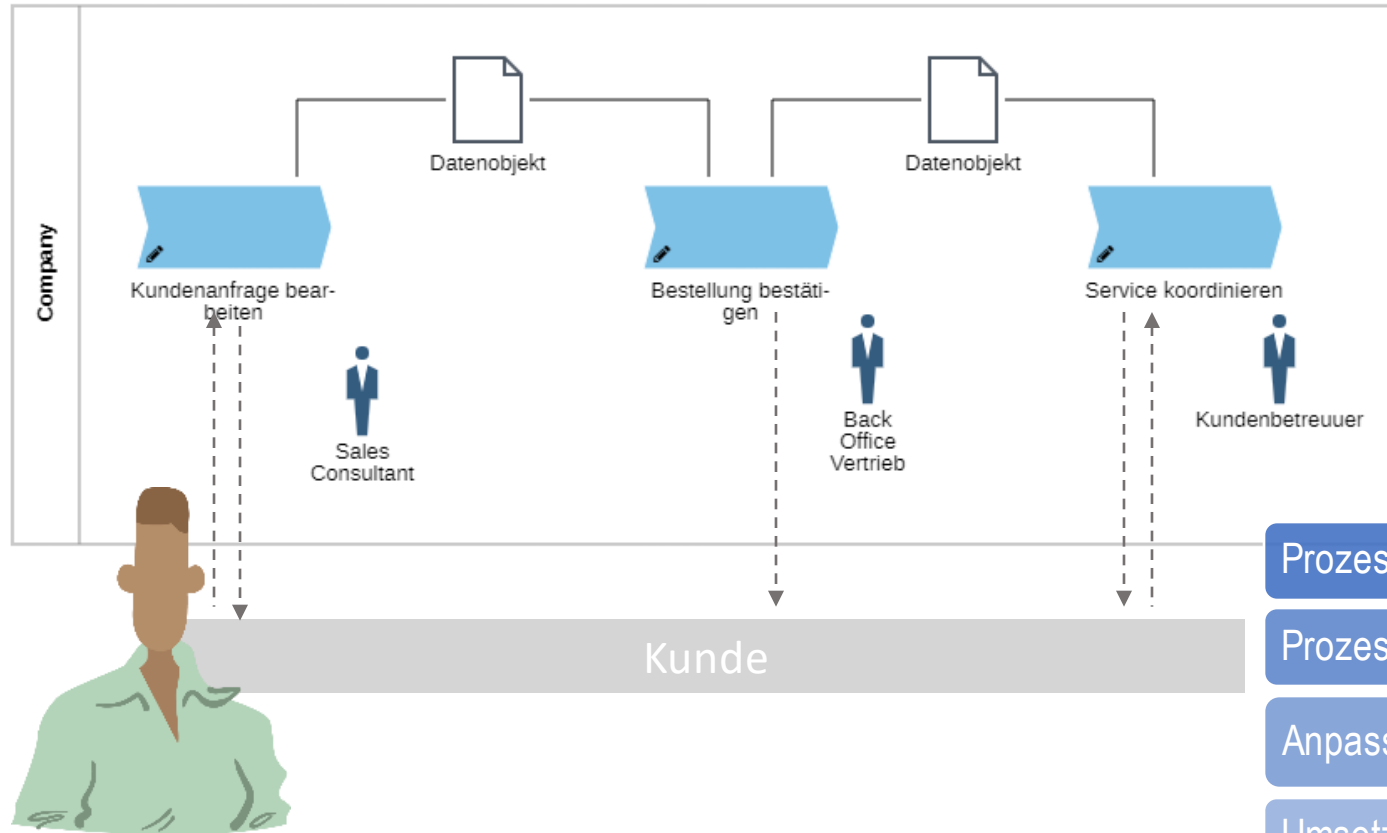 Company
Datenobjekt
Datenobjekt
Kundenanfrage bear-
beiten
Bestellung bestäti-
gen
Service koordinieren
Sales
Consultant
Back
Office
Vertrieb
Kundenbetreuuer
Kunde
Prozes
Prozes
Anpass